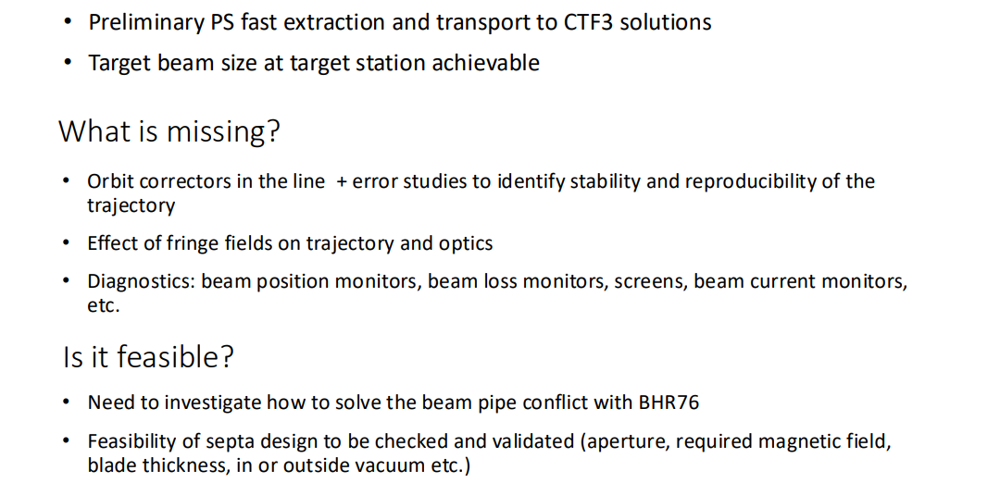 • Preliminary PS fast extraction and transport to CTF3 solutions
• Target beam size at target station achievable
What is missing?
• Orbit correctors in the line + error studies to identify stability and reproducibility of the
trajectory
• Effect of fringe fields on trajectory and optics
• Diagnostics: beam position monitors, beam loss monitors, screens, beam current monitors,
etc.
Is it feasible?
• Need to investigate how to solve the beam pipe conflict with BHR76
• Feasibility of septa design to be checked and validated (aperture, required magnetic field,
blade thickness, in or outside vacuum etc.)